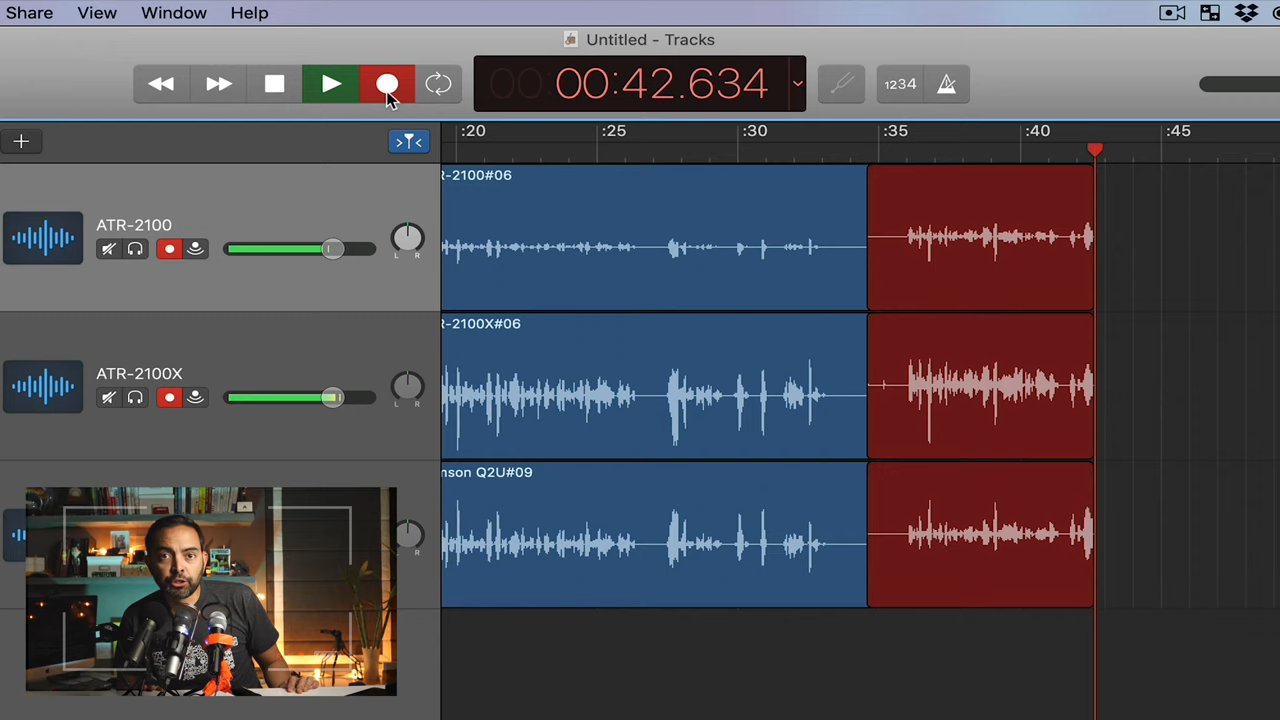 Share View Window Help
Untitled - Tracks
00:42.634
1234
:20 :25 :30 :35 :40 :45
R-2100#06
ATR-2100
L R
R-2100X#06
ATR-2100X
L R
nson Q2U#09
R